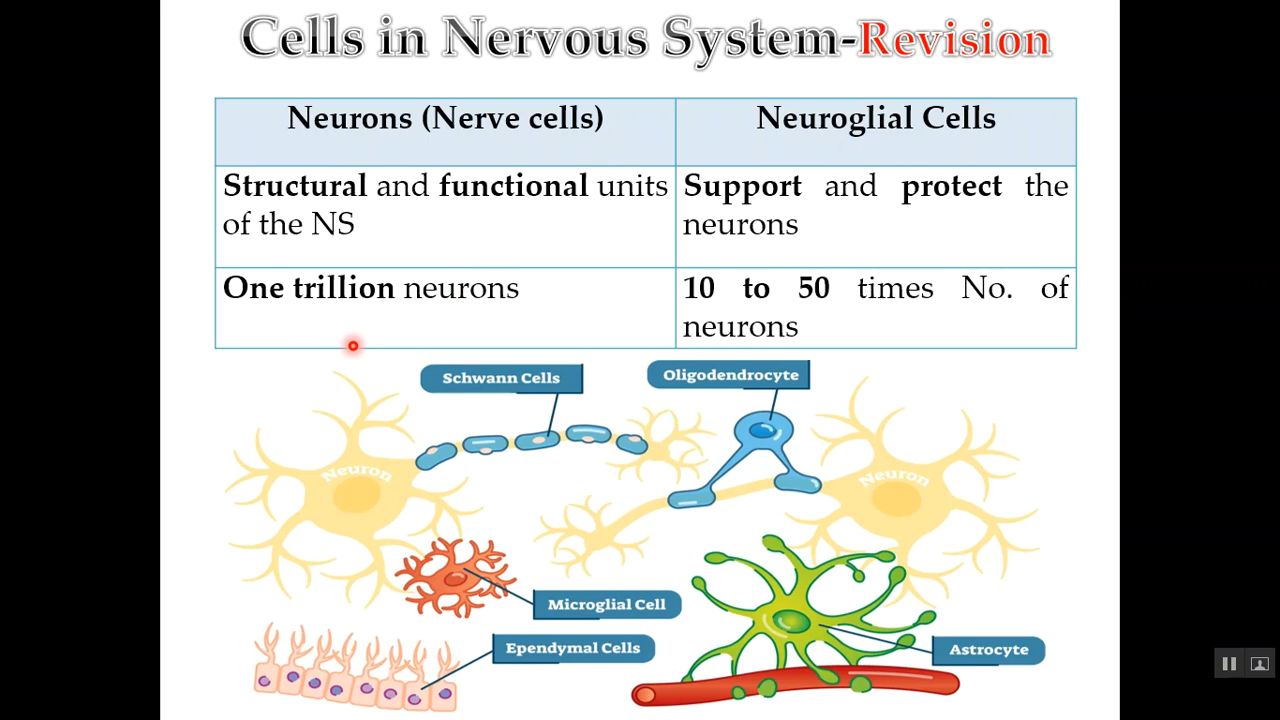 Cells in Nervous System-Revision
Neurons (Nerve cells)
Neuroglial Cells
Structural and functional units
of the NS
Support and protect the
neurons
One trillion neurons
10 to 50 times No. of
neurons
Schwann Cells
Oligodendrocyte
Neuron
Neuron
Microglial Cell
Ependymal Cells
Astrocyte